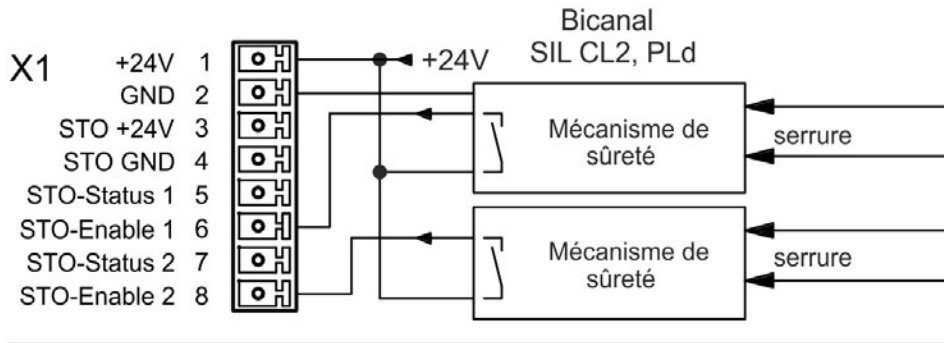 Bicanal
SIL CL2, PLd
X1
+24V 1
+24V
GND 2
STO +24V 3
STO GND 4
STO-Status 1 5
STO-Enable 1 6
STO-Status 2 7
STO-Enable 2 8
Mécanisme de
sûreté
serrure
Mécanisme de
sûreté
serrure